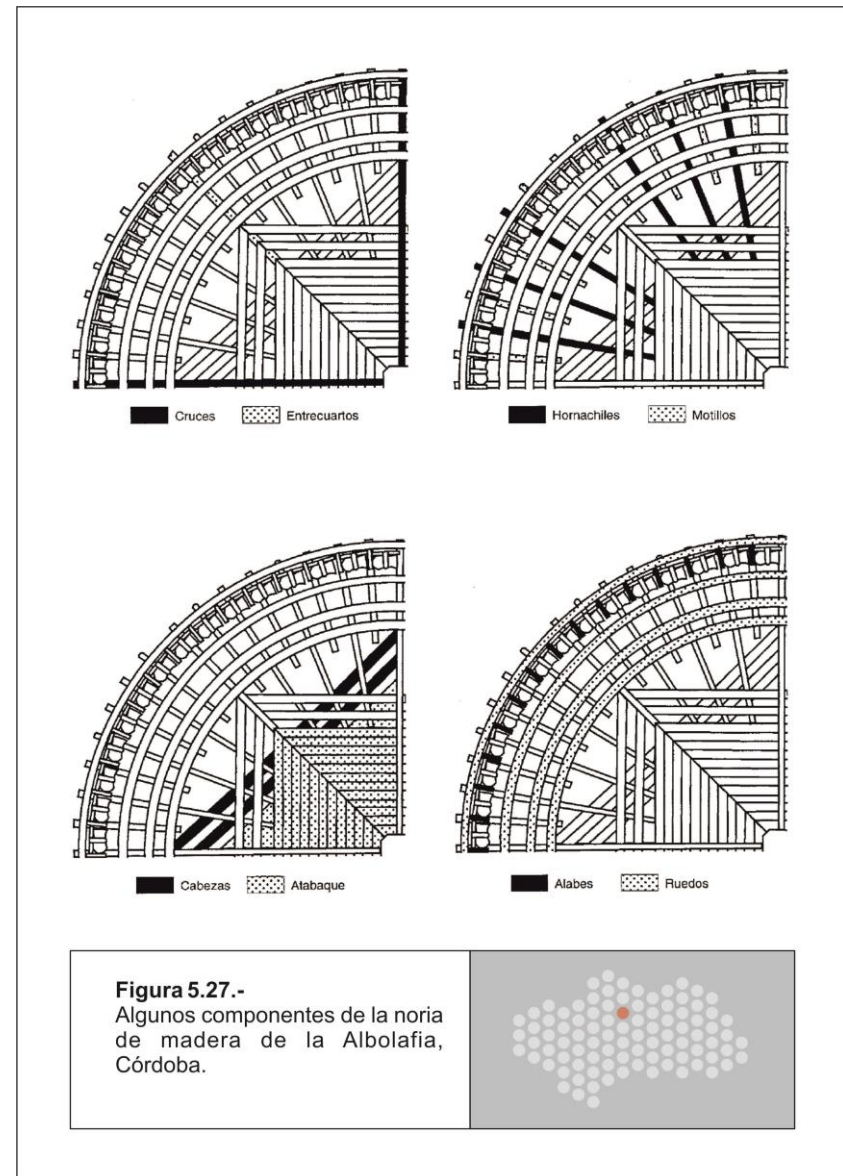 Cruces Entrecuartos
Hornachiles Motillos
Cabezas Atabaque
Alabes Ruedos
Figura 5.27.-
Algunos componentes de la noria
de madera de la Albolafia,
Córdoba.